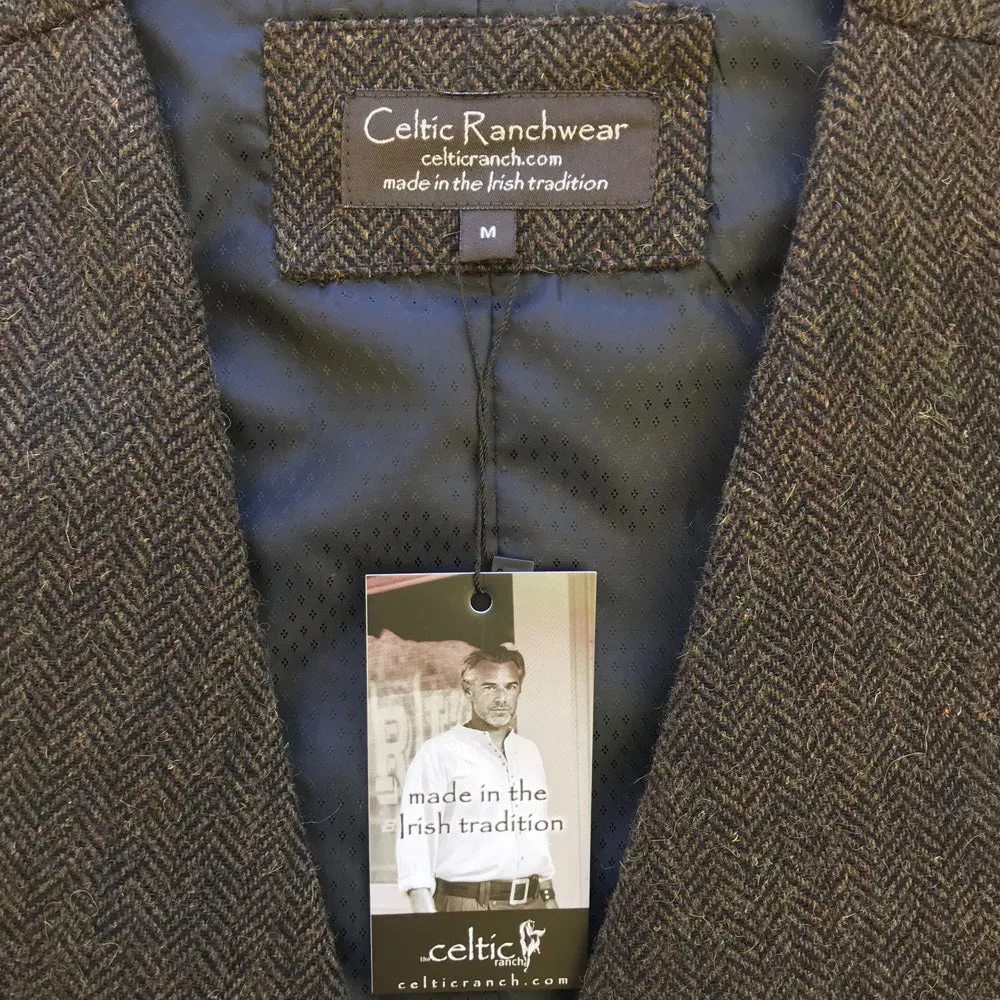 Celtic Ranchwear
celticranch.com
made in the Irish tradition
M
made in the
Irish tradition
the celtic
ranch
celticranch.com